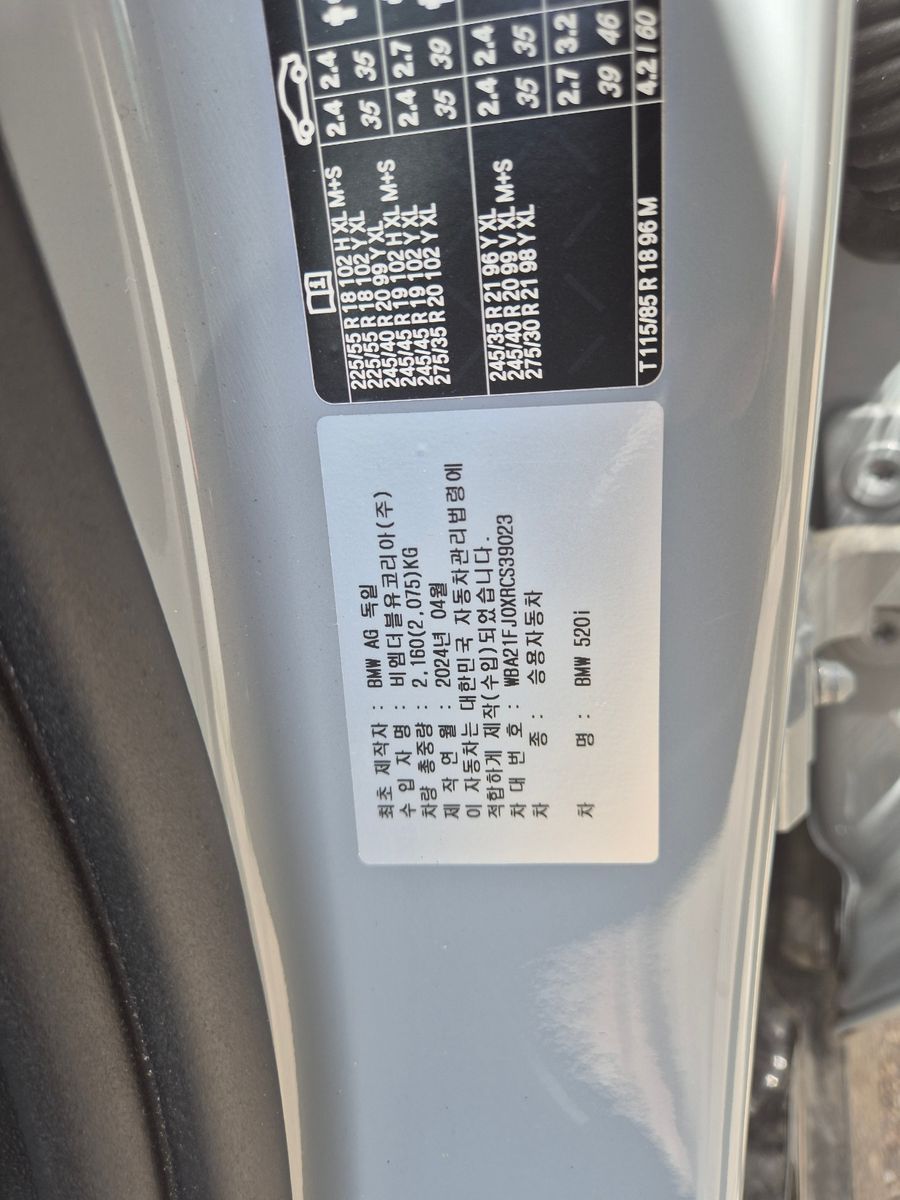 최초 제작자 : BMW AG 독일
수 입 자 명 : 비엠더블유코리아(주)
차량 총중량 : 2,160(2,075)KG
제 작 연 월 : 2024년 04월
이 자동차는 대한민국 자동차관리법령에
적합하게 제작(수입)되었습니다.
차 대 번 호 : WBA21FJ0XRCS39023
차 종 : 승용자동차
차 명 : BMW 520i
225/55 R 18 102 H XL M+S
225/55 R 18 102 Y XL
245/40 R 20 99 Y XL
245/45 R 19 102 H XL M+S
245/45 R 19 102 Y XL
275/35 R 20 102 Y XL
2.4 2.4
35 35
2.4 2.7
35 39
245/35 R 21 96 Y XL
245/40 R 20 99 V XL M+S
275/30 R 21 98 Y XL
2.4 2.4
35 35
2.7 3.2
39 46
T115/85 R 18 96 M 4.2 / 60